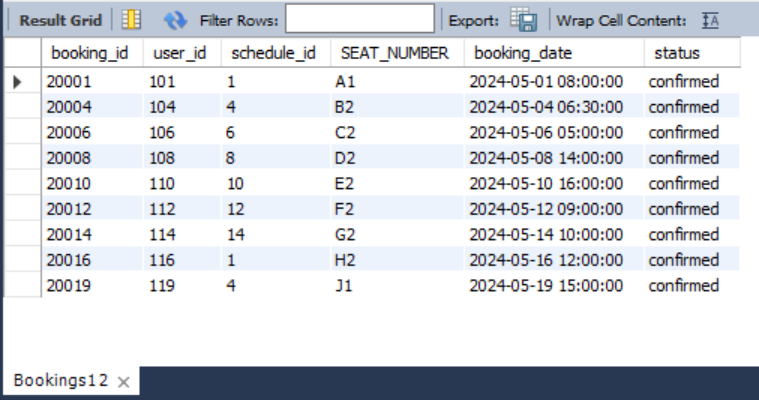 Result Grid Filter Rows: Export: Wrap Cell Content: IA
booking_id user_id schedule_id SEAT_NUMBER booking_date status
20001 101 1 A1 2024-05-01 08:00:00 confirmed
20004 104 4 B2 2024-05-04 06:30:00 confirmed
20006 106 6 C2 2024-05-06 05:00:00 confirmed
20008 108 8 D2 2024-05-08 14:00:00 confirmed
20010 110 10 E2 2024-05-10 16:00:00 confirmed
20012 112 12 F2 2024-05-12 09:00:00 confirmed
20014 114 14 G2 2024-05-14 10:00:00 confirmed
20016 116 1 H2 2024-05-16 12:00:00 confirmed
20019 119 4 J1 2024-05-19 15:00:00 confirmed
Bookings12